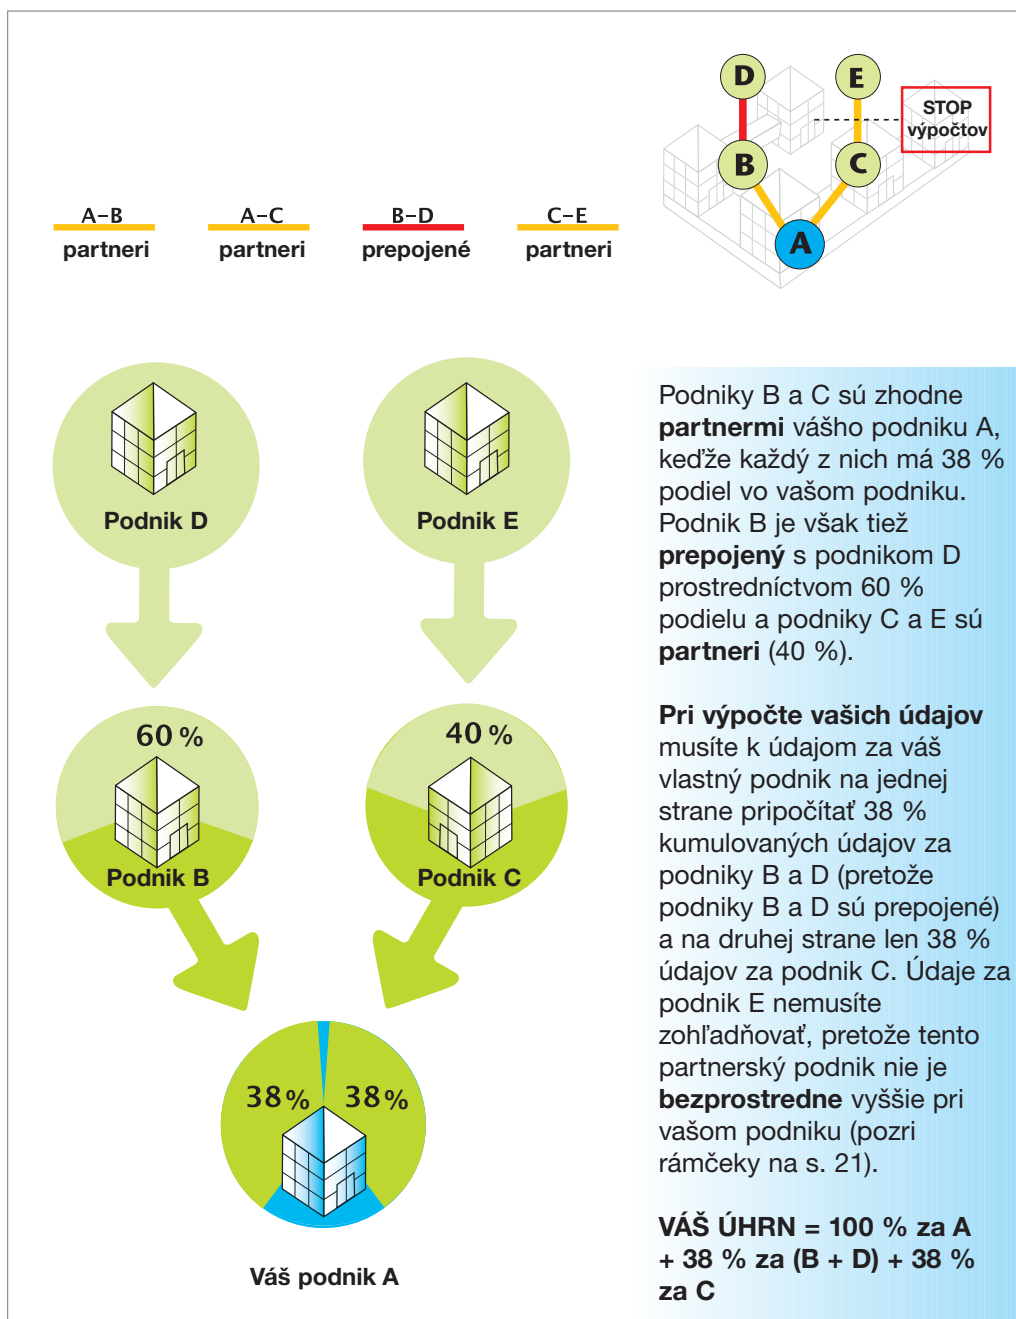 D
E
STOP
výpočtov
B
C
A
A–B
partneri
A–C
partneri
B–D
prepojené
C–E
partneri
Podnik D
Podnik E
60 %
40 %
Podnik B
Podnik C
38 %
38 %
Váš podnik A
Podniky B a C sú zhodne
partnermi vášho podniku A,
keďže každý z nich má 38 %
podiel vo vašom podniku.
Podnik B je však tiež
prepojený s podnikom D
prostredníctvom 60 %
podielu a podniky C a E sú
partneri (40 %).
Pri výpočte vašich údajov
musíte k údajom za váš
vlastný podnik na jednej
strane pripočítať 38 %
kumulovaných údajov za
podniky B a D (pretože
podniky B a D sú prepojené)
a na druhej strane len 38 %
údajov za podnik C. Údaje za
podnik E nemusíte
zohľadňovať, pretože tento
partnerský podnik nie je
bezprostredne vyššie pri
vašom podniku (pozri
rámčeky na s. 21).
VÁŠ ÚHRN = 100 % za A
+ 38 % za (B + D) + 38 %
za C